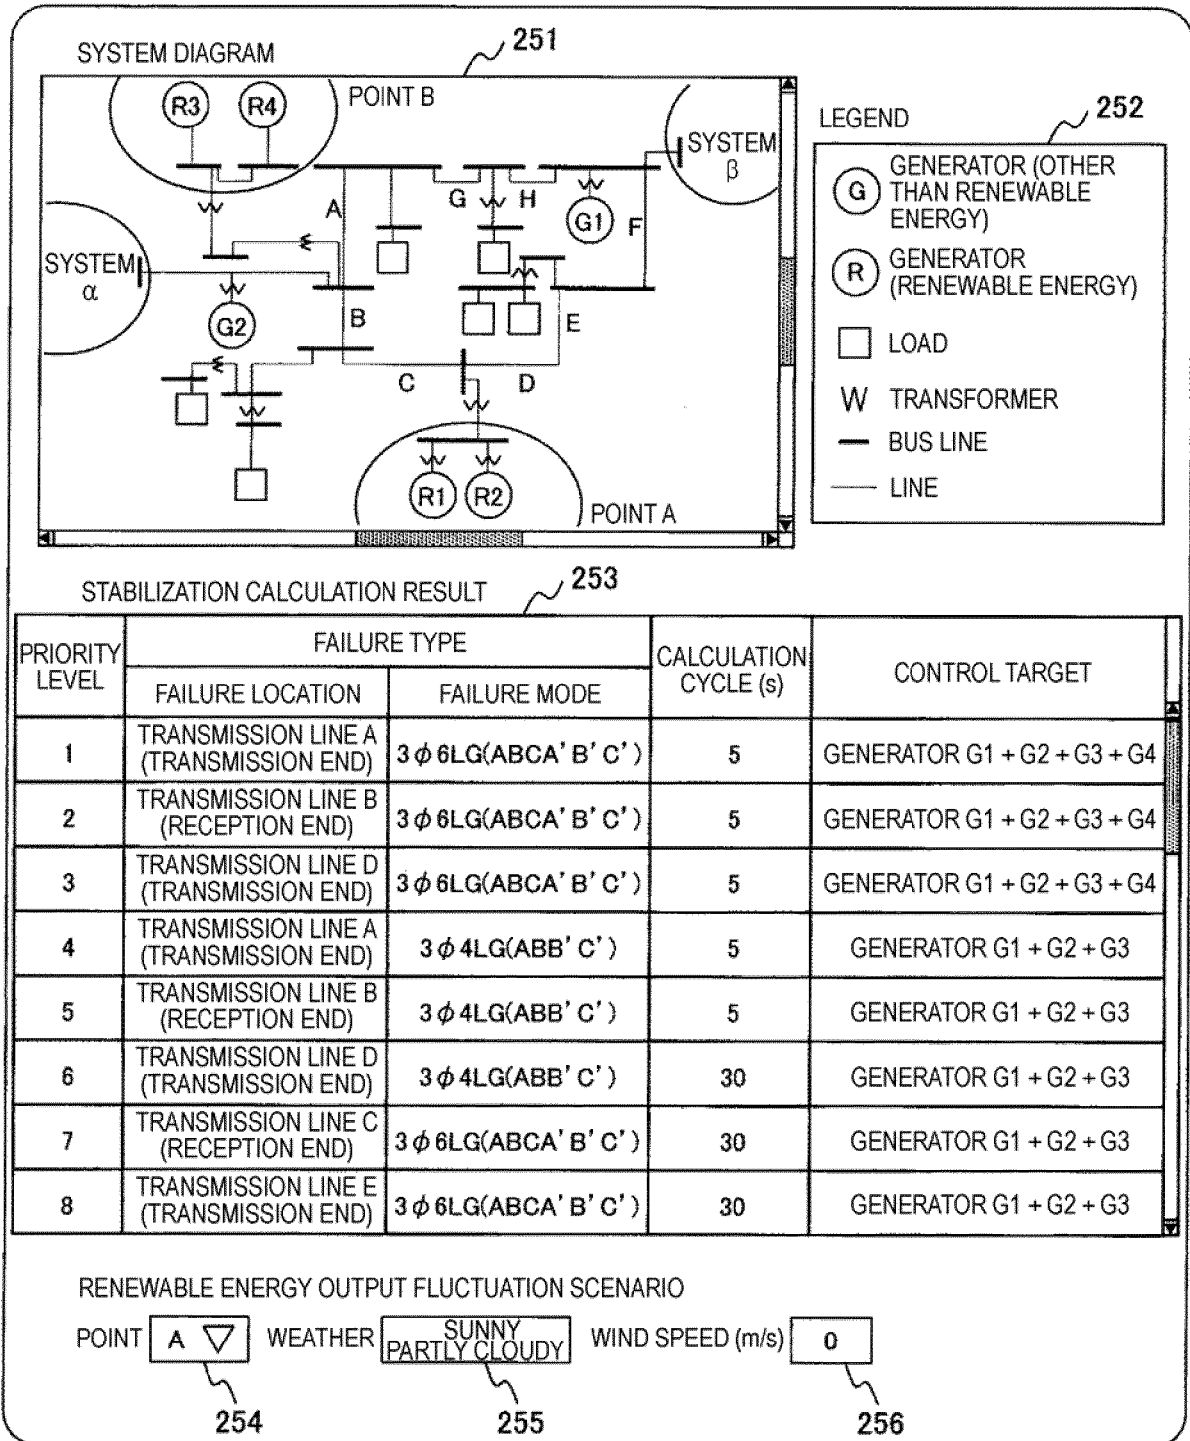 SYSTEM DIAGRAM
251
R3
R4
POINT B
SYSTEM
β
A
G
H
G1
F
SYSTEM
α
G2
B
E
C
D
R1
R2
POINT A
LEGEND
252
G
GENERATOR (OTHER
THAN RENEWABLE
ENERGY)
R
GENERATOR
(RENEWABLE ENERGY)
LOAD
TRANSFORMER
BUS LINE
LINE
STABILIZATION CALCULATION RESULT
253
PRIORITY
LEVEL
FAILURE TYPE
FAILURE LOCATION
FAILURE MODE
CALCULATION
CYCLE (s)
CONTROL TARGET
1
TRANSMISSION LINE A
(TRANSMISSION END)
3φ6LG(ABCA'B'C')
5
GENERATOR G1 + G2 + G3 + G4
2
TRANSMISSION LINE B
(RECEPTION END)
3φ6LG(ABCA'B'C')
5
GENERATOR G1 + G2 + G3 + G4
3
TRANSMISSION LINE D
(TRANSMISSION END)
3φ6LG(ABCA'B'C')
5
GENERATOR G1 + G2 + G3 + G4
4
TRANSMISSION LINE A
(TRANSMISSION END)
3φ4LG(ABB'C')
5
GENERATOR G1 + G2 + G3
5
TRANSMISSION LINE B
(RECEPTION END)
3φ4LG(ABB'C')
5
GENERATOR G1 + G2 + G3
6
TRANSMISSION LINE D
(TRANSMISSION END)
3φ4LG(ABB'C')
30
GENERATOR G1 + G2 + G3
7
TRANSMISSION LINE C
(RECEPTION END)
3φ6LG(ABCA'B'C')
30
GENERATOR G1 + G2 + G3
8
TRANSMISSION LINE E
(TRANSMISSION END)
3φ6LG(ABCA'B'C')
30
GENERATOR G1 + G2 + G3
RENEWABLE ENERGY OUTPUT FLUCTUATION SCENARIO
POINT
A ▽
WEATHER
SUNNY
PARTLY CLOUDY
WIND SPEED (m/s)
0
254
255
256